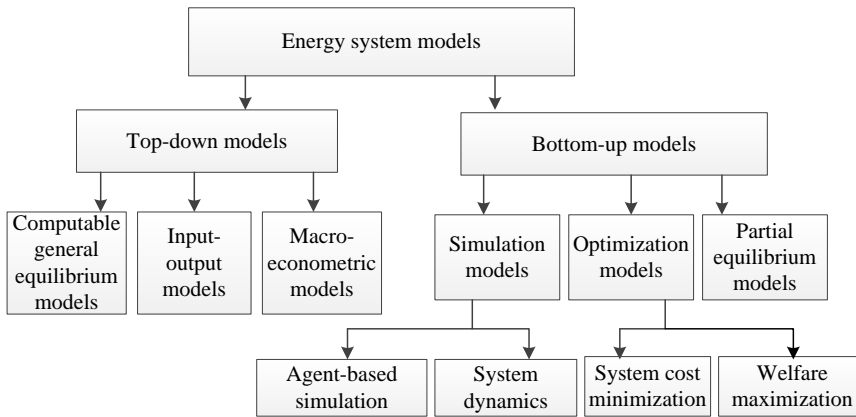 Energy system models
Top-down models
Bottom-up models
Computable
general
equilibrium
models
Input-
output
models
Macro-
econometric
models
Simulation
models
Optimization
models
Partial
equilibrium
models
Agent-based
simulation
System
dynamics
System cost
minimization
Welfare
maximization